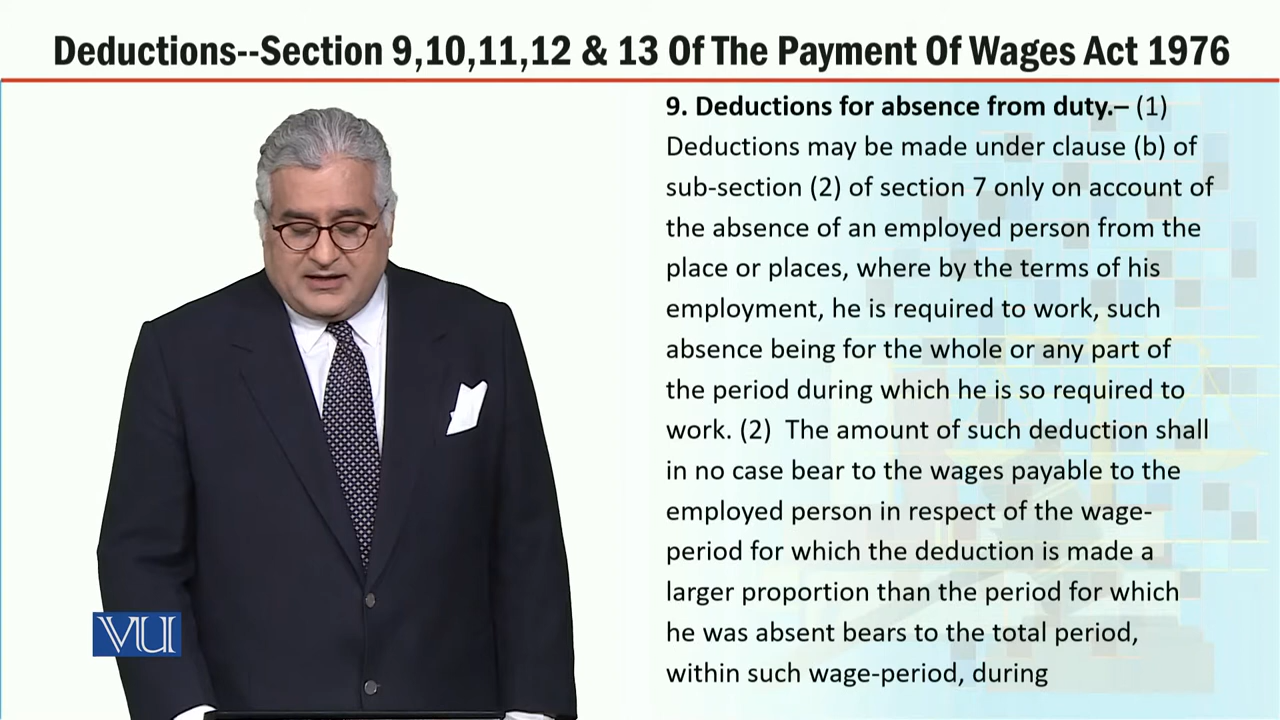 Deductions--Section 9,10,11,12 & 13 Of The Payment Of Wages Act 1976
9. Deductions for absence from duty.– (1)
Deductions may be made under clause (b) of
sub-section (2) of section 7 only on account of
the absence of an employed person from the
place or places, where by the terms of his
employment, he is required to work, such
absence being for the whole or any part of
the period during which he is so required to
work. (2)  The amount of such deduction shall
in no case bear to the wages payable to the
employed person in respect of the wage-
period for which the deduction is made a
larger proportion than the period for which
he was absent bears to the total period,
within such wage-period, during
VU